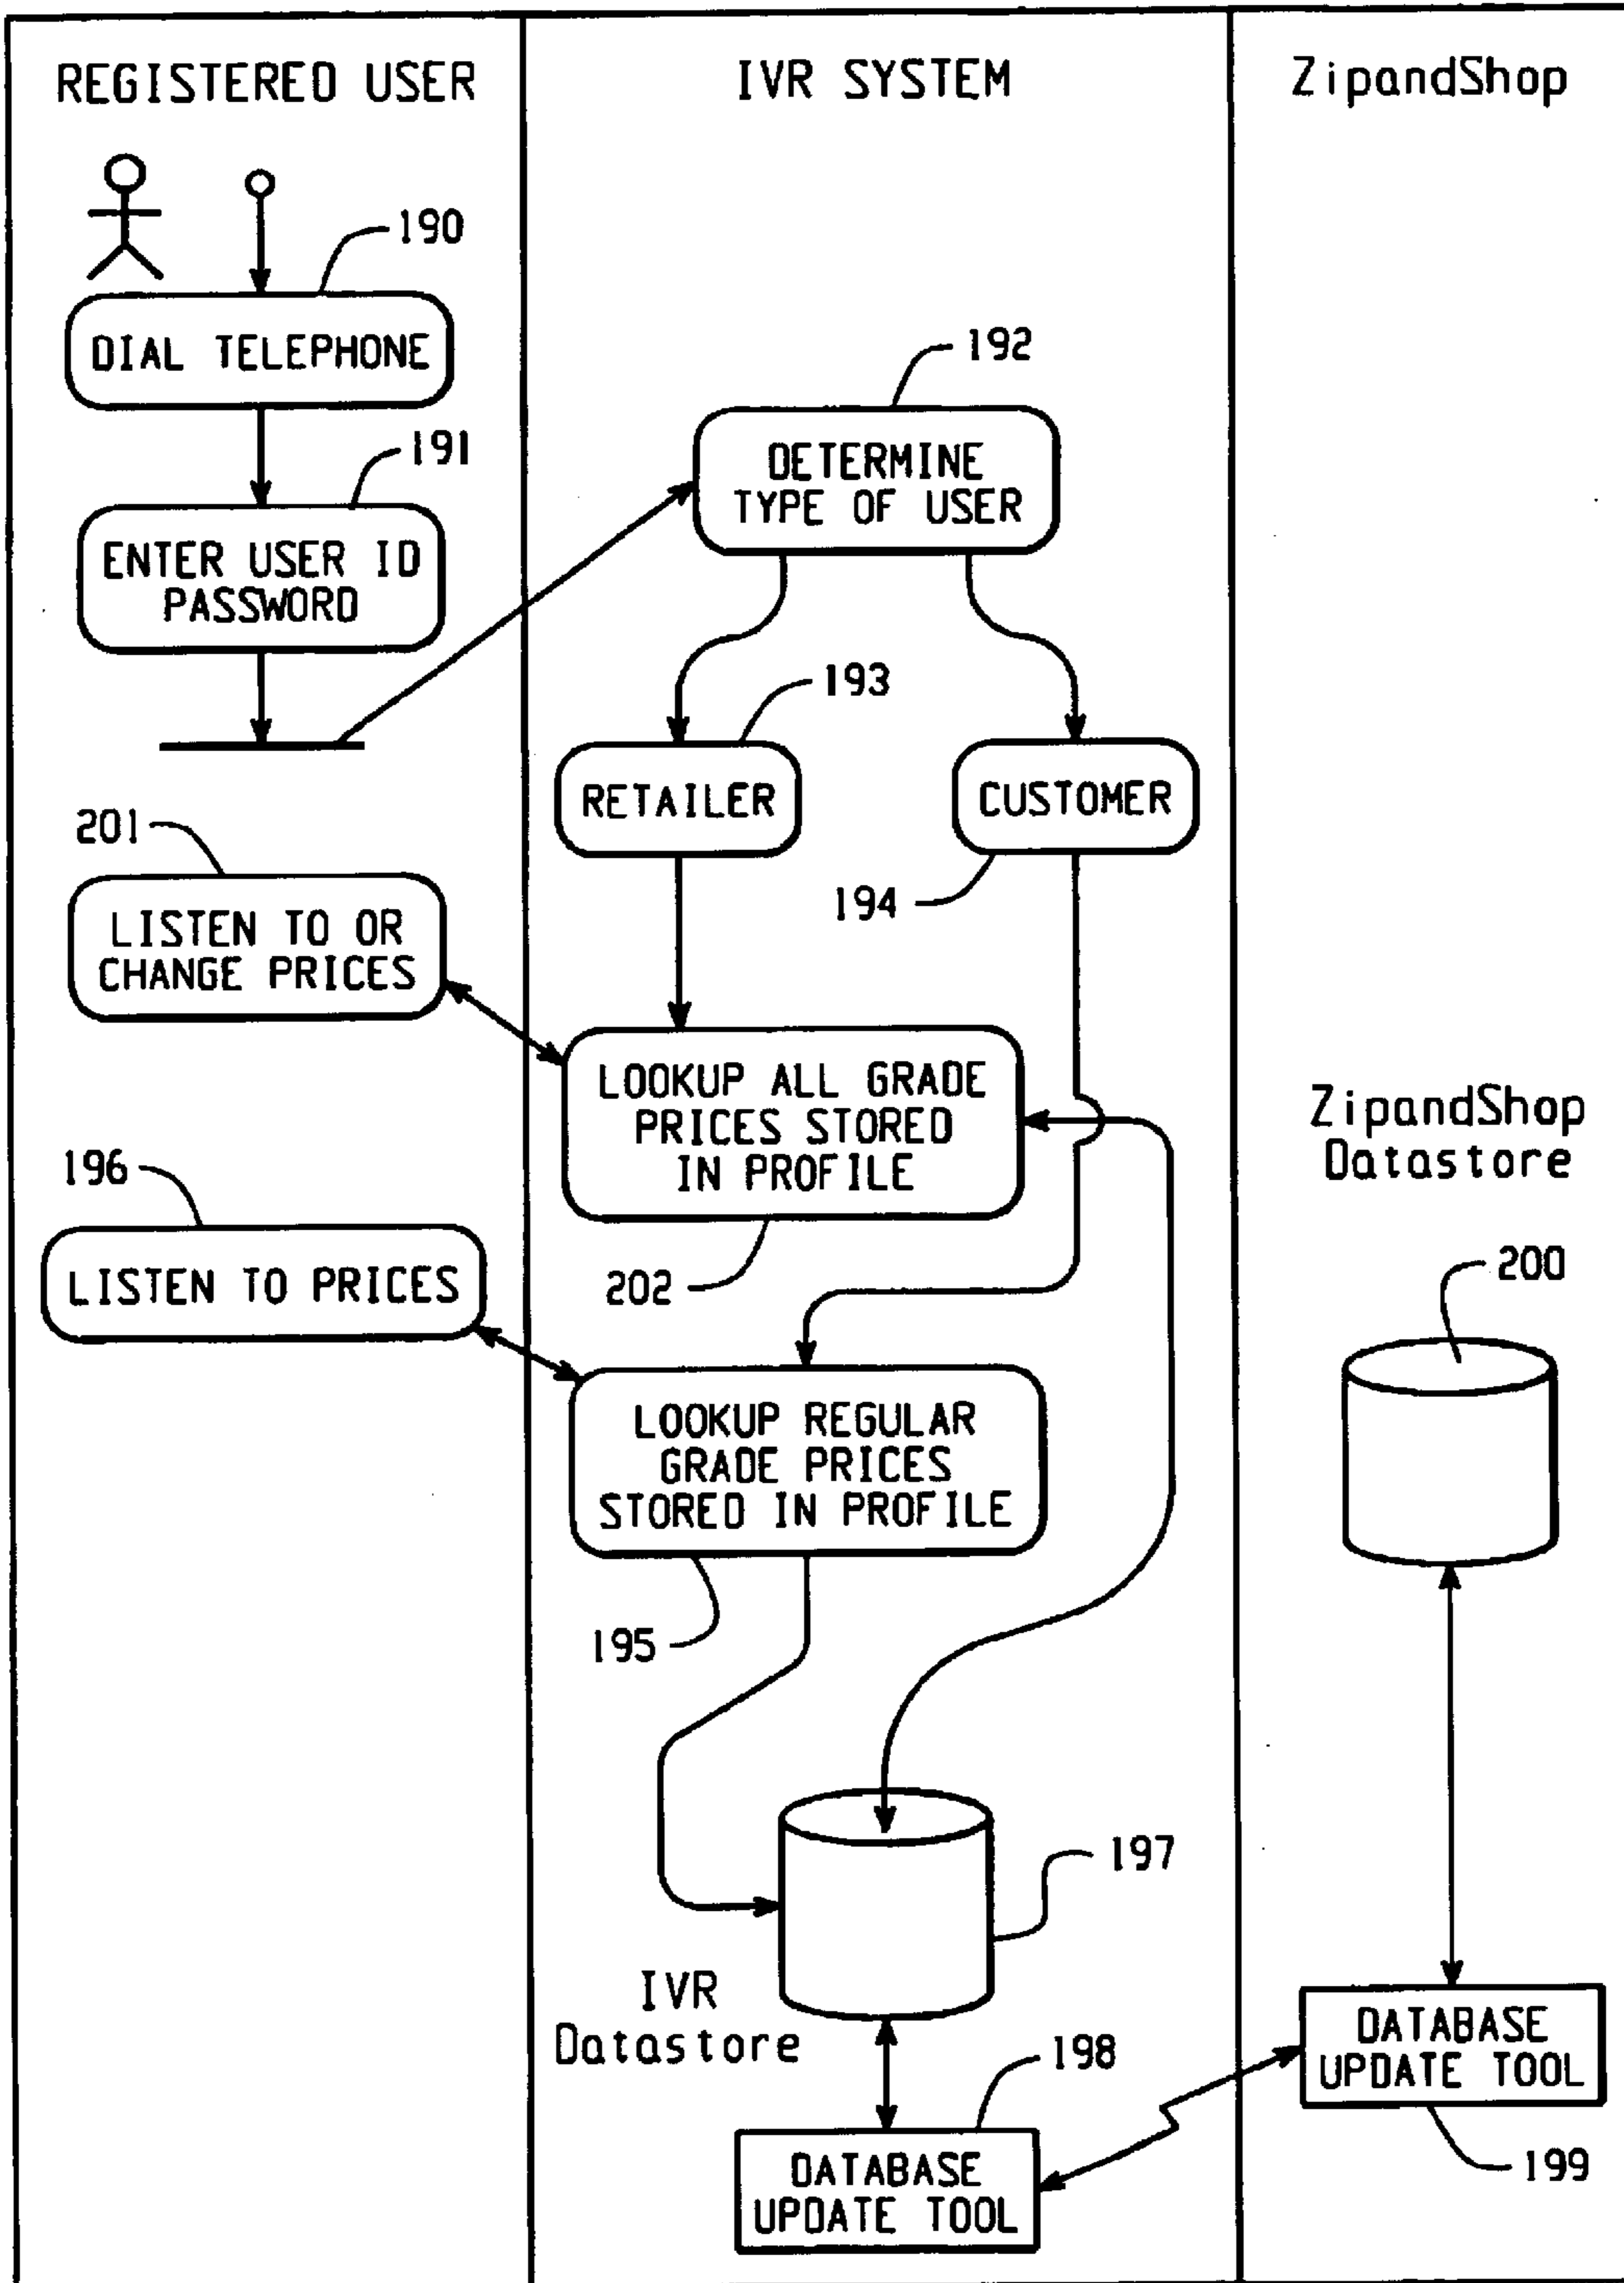 REGISTERED USER
IVR SYSTEM
ZipandShop
190
DIAL TELEPHONE
192
DETERMINE
TYPE OF USER
191
ENTER USER ID
PASSWORD
193
RETAILER
CUSTOMER
194
201
LISTEN TO OR
CHANGE PRICES
LOOKUP ALL GRADE
PRICES STORED
IN PROFILE
202
ZipandShop
Datastore
196
LISTEN TO PRICES
200
LOOKUP REGULAR
GRADE PRICES
STORED IN PROFILE
195
197
IVR
Datastore
198
DATABASE
UPDATE TOOL
DATABASE
UPDATE TOOL
199